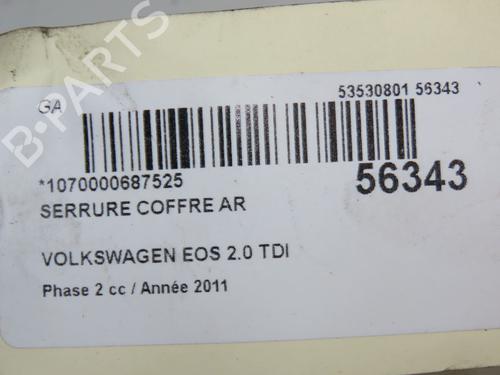 B-PARTS
GA
53530801 56343
*1070000687525
56343
SERRURE COFFRE AR
VOLKSWAGEN EOS 2.0 TDI
Phase 2 cc / Année 2011